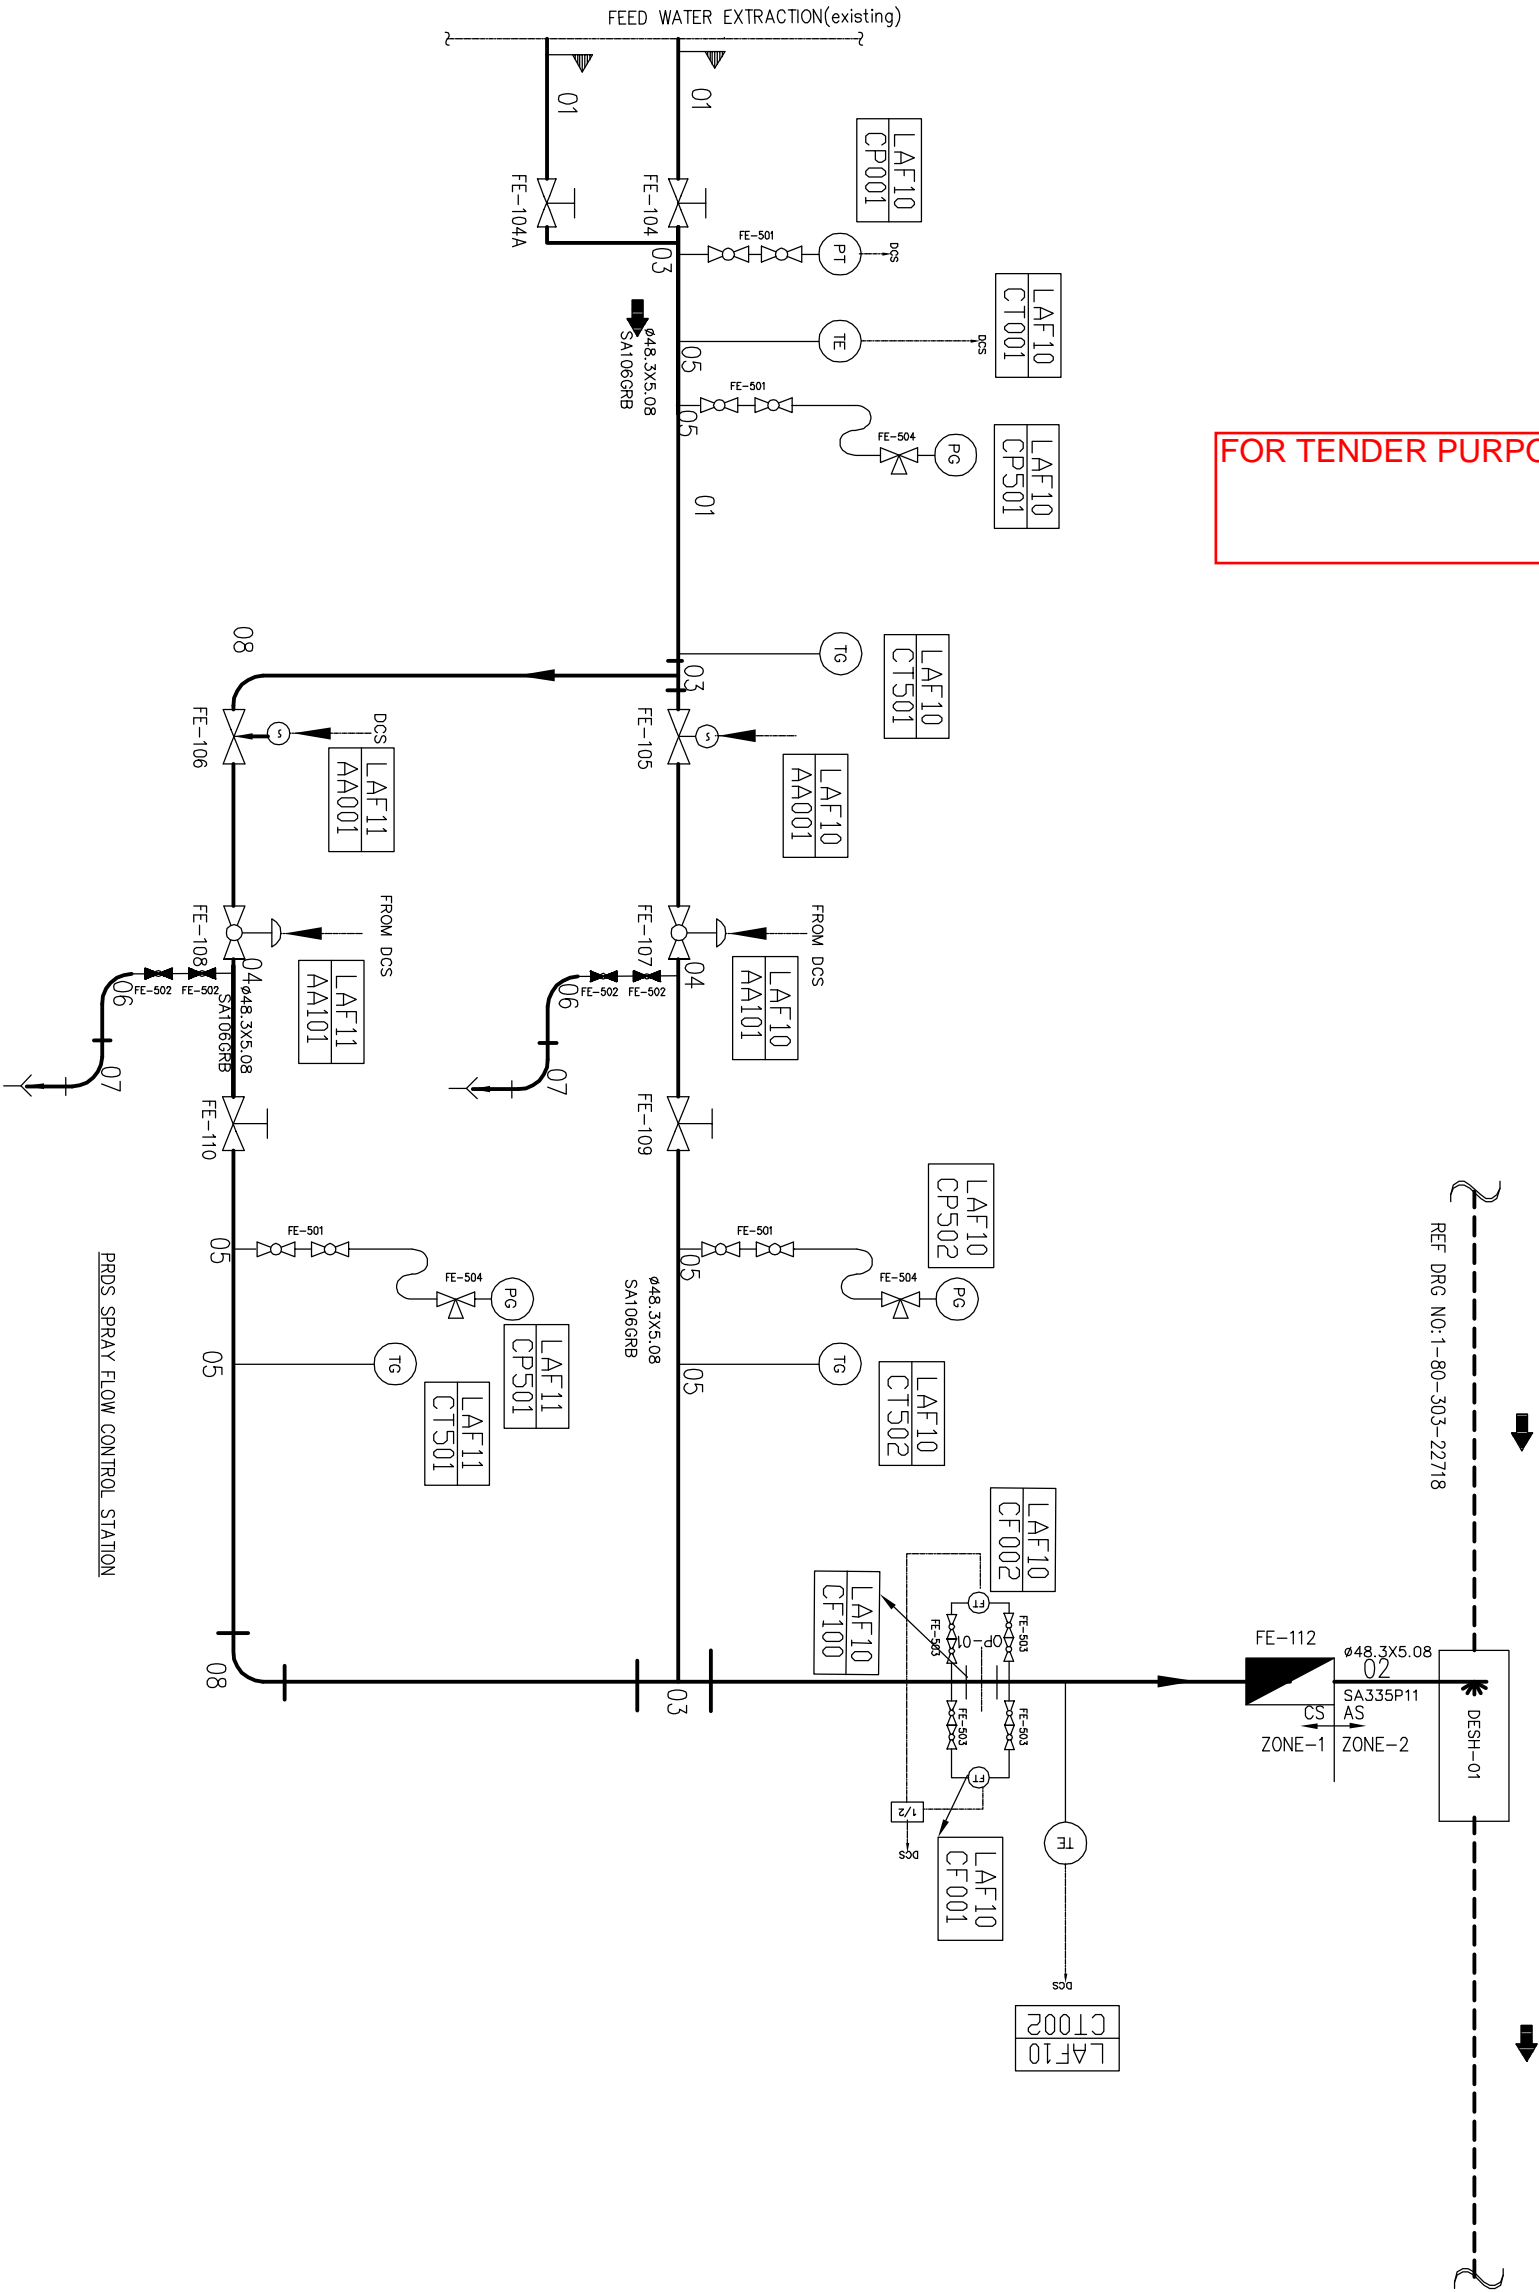 FEED WATER EXTRACTION(existing)
01
01
LAF10
CP001
FE-104A
FE-104
FE-501
PT
DCS
03
LAF10
CT001
Ø48.3X5.08
SA106GRB
TE
DCS
05
FE-501
05
FE-504
PG
LAF10
CP501
FOR TENDER PURPO
01
08
03
TG
LAF10
CT501
FE-106
S
DCS
LAF11
AA001
FE-105
S
LAF10
AA001
FE-108
FROM DCS
LAF11
AA101
04
Ø48.3X5.08
SA106GRB
FE-502
FE-502
06
07
FE-107
FROM DCS
LAF10
AA101
04
FE-502
FE-502
06
07
FE-110
FE-109
FE-501
05
FE-504
PG
LAF11
CP501
05
TG
LAF11
CT501
FE-501
05
FE-504
PG
LAF10
CP502
Ø48.3X5.08
SA106GRB
05
TG
LAF10
CT502
PRDS SPRAY FLOW CONTROL STATION
REF DRG NO:1-80-303-22718
LAF10
CF002
LAF10
CF100
FT
FE-503
FE-503
OP-01
FE-503
FE-503
FT
1/2
DCS
LAF10
CF001
08
03
TE
DCS
LAF10
CT002
FE-112
Ø48.3X5.08
02
SA335P11
CS
AS
ZONE-1
ZONE-2
DESH-01